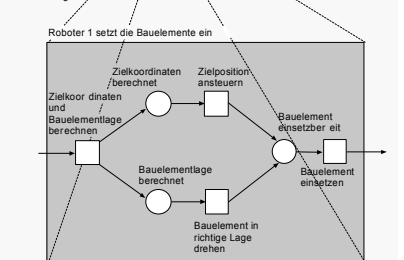 Roboter 1 setzt die Bauelemente ein
Zielkoordinaten
berechnet
Zielposition
ansteuern
Zielkoor dinaten
und
Bauelementlage
berechnen
Bauelement
einsetzber eit
Bauelementlage
berechnet
Bauelement
einsetzen
Bauelement in
richtige Lage
drehen